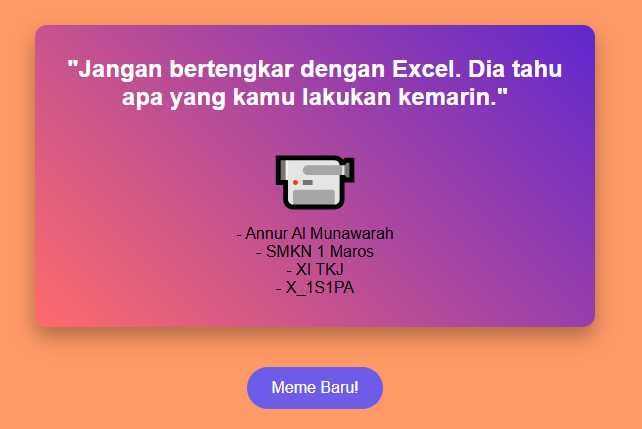 "Jangan bertengkar dengan Excel. Dia tahu
apa yang kamu lakukan kemarin."
- Annur Al Munawarah
- SMKN 1 Maros
- XI TKJ
- X_1S1PA
Meme Baru!